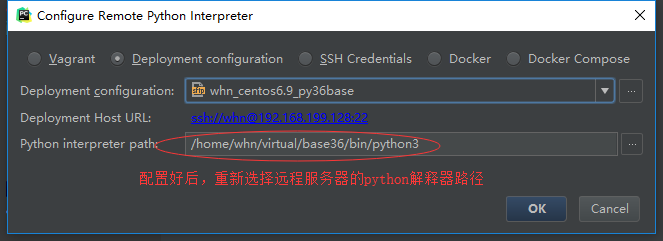 Configure Remote Python Interpreter
Vagrant Deployment configuration SSH Credentials Docker Docker Compose
Deployment configuration: whn_centos6.9_py36base ...
Deployment Host URL: ssh://whn@192.168.199.128:22
Python interpreter path: /home/whn/virtual/base36/bin/python3 ...
配置好后，重新选择远程服务器的python解释器路径
OK Cancel